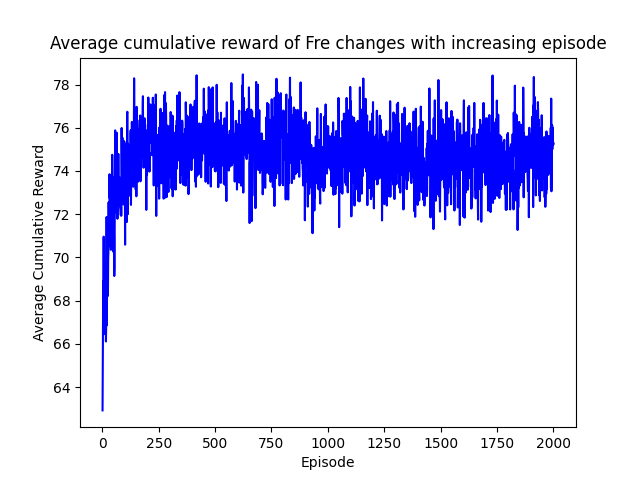 Average cumulative reward of Fre changes with increasing episode
78
76
74
72
70
68
66
64
Average Cumulative Reward
0 250 500 750 1000 1250 1500 1750 2000
Episode